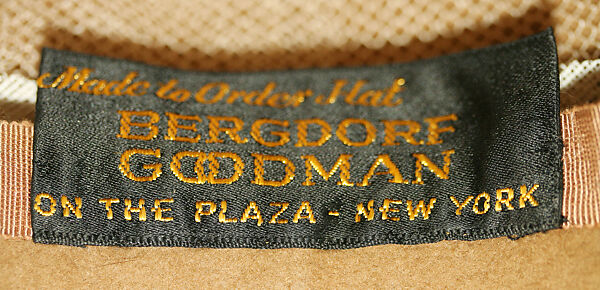 Made to Order Hat
BERGDORF
GOODMAN
ON THE PLAZA - NEW YORK